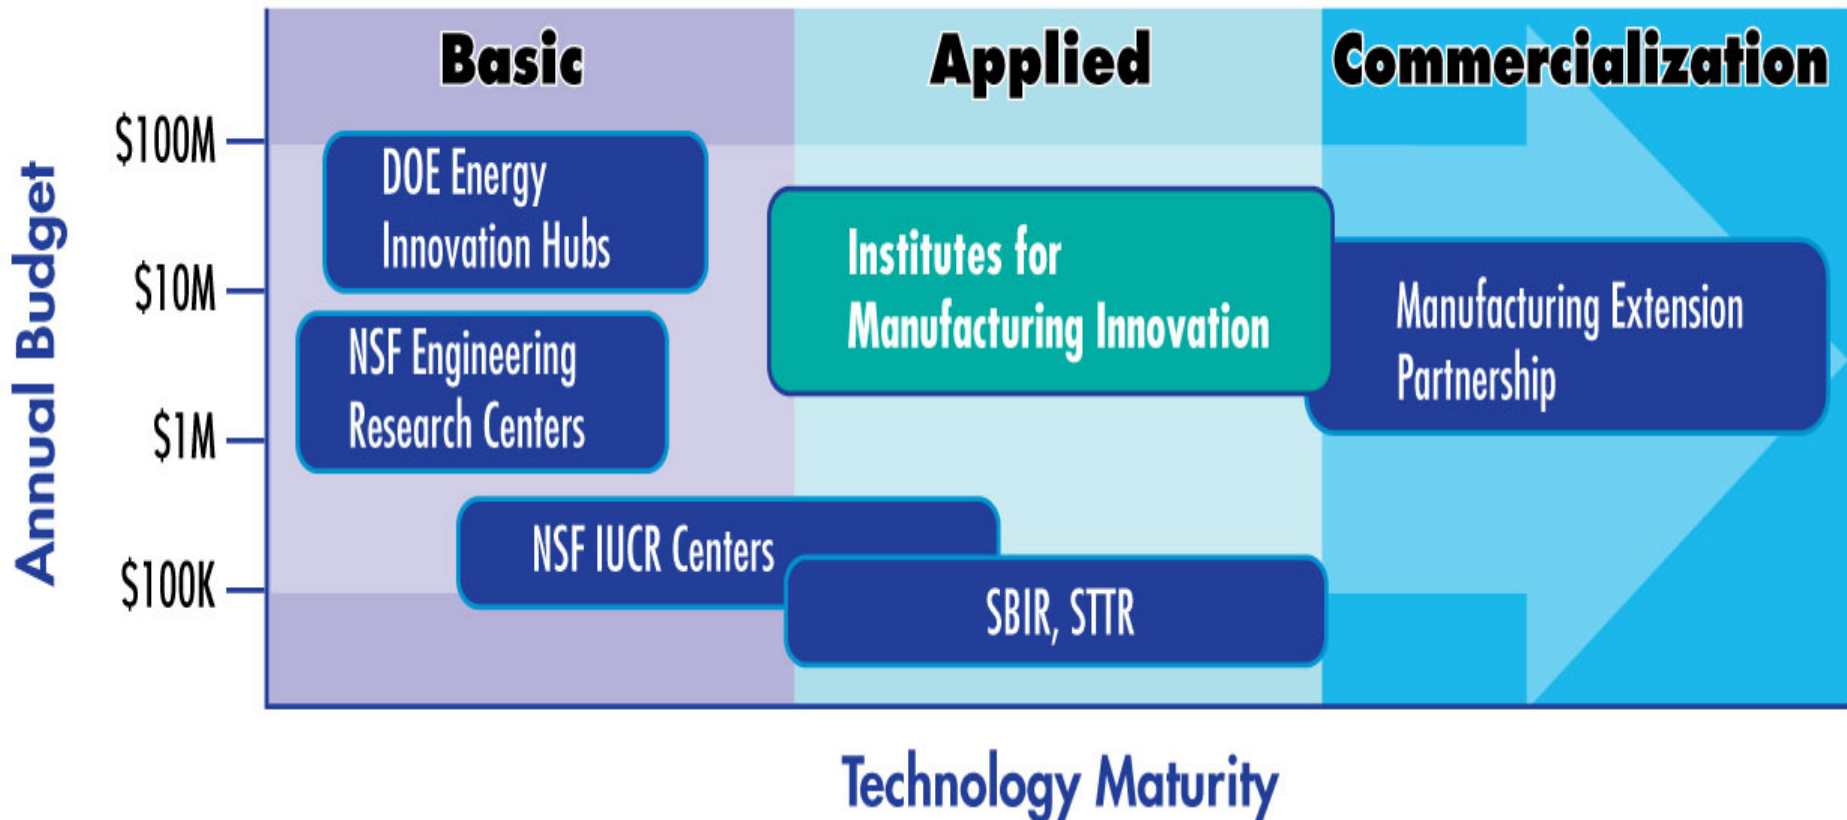 Basic
Applied
Commercialization
Annual Budget
$100M
$10M
$1M
$100K
DOE Energy
Innovation Hubs
NSF Engineering
Research Centers
NSF IUCR Centers
Institutes for
Manufacturing Innovation
SBIR, STTR
Manufacturing Extension
Partnership
Technology Maturity